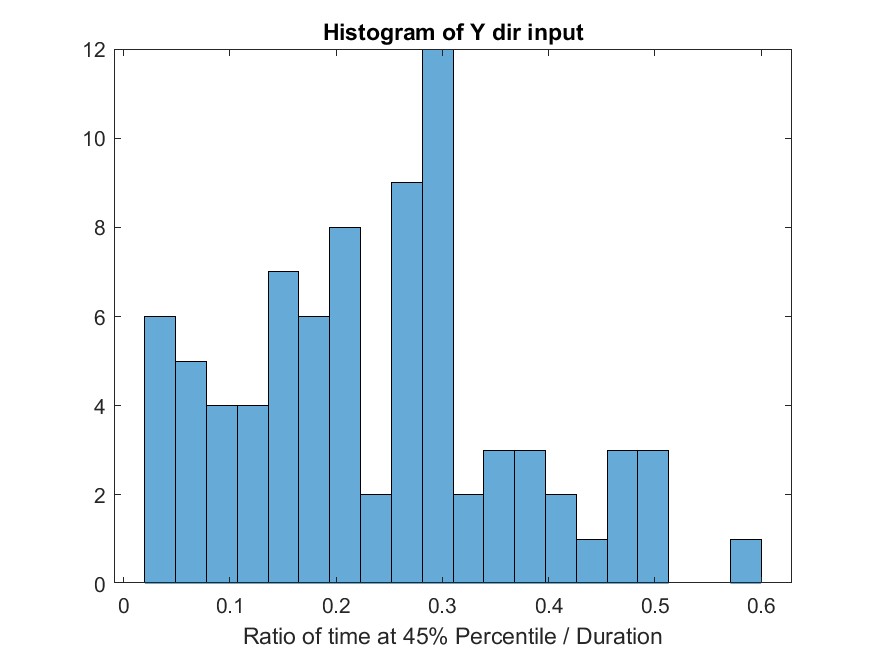 Histogram of Y dir input
12
10
8
6
4
2
0
0 0.1 0.2 0.3 0.4 0.5 0.6
Ratio of time at 45% Percentile / Duration